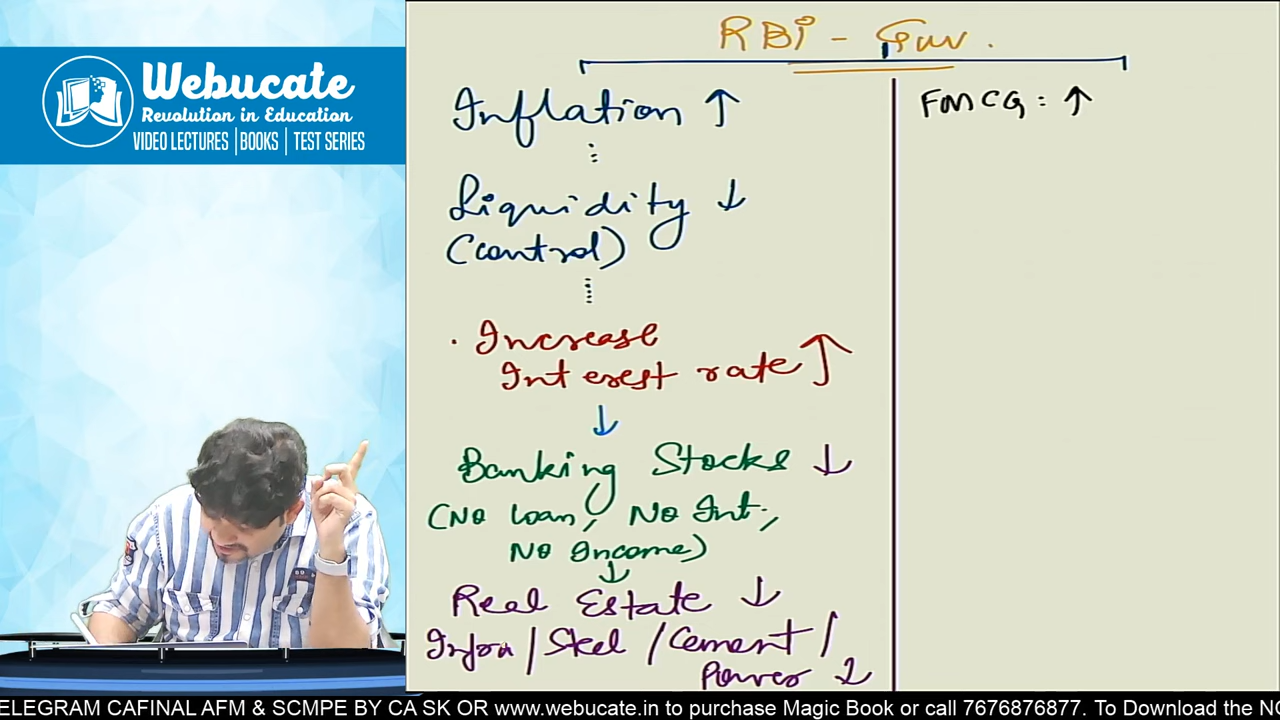 Webucate
Revolution in Education
VIDEO LECTURES | BOOKS | TEST SERIES
RBI - Guv.
Inflation ↑
Liquidity ↓
(control)
· Increase
Interest rate ↑
↓
Banking Stocks ↓
(No loan, No Int.,
No Income)
↓
Real Estate ↓
Infra / Steel / Cement /
Power ↓
FMCG : ↑
ELEGRAM CAFINAL AFM & SCMPE BY CA SK OR www.webucate.in to purchase Magic Book or call 7676876877. To Download the NO